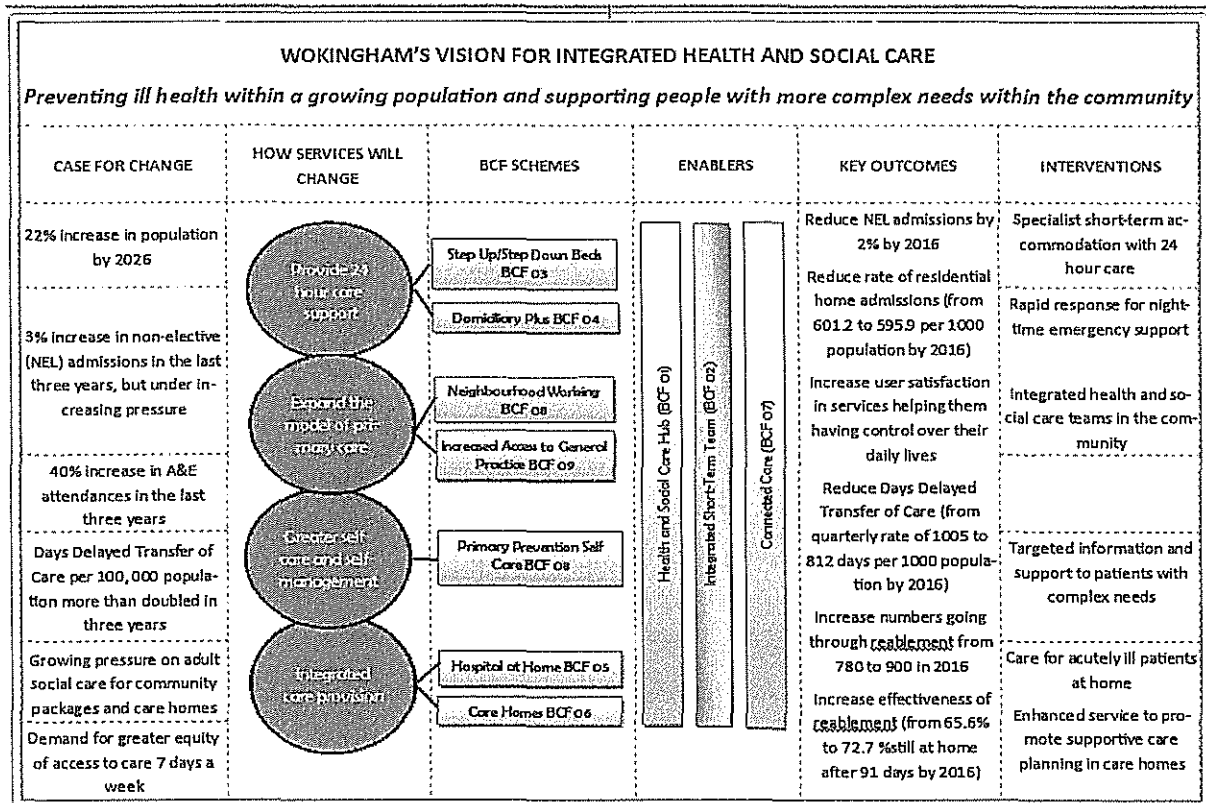 WOKINGHAM'S VISION FOR INTEGRATED HEALTH AND SOCIAL CARE
Preventing ill health within a growing population and supporting people with more complex needs within the community
CASE FOR CHANGE
22% increase in population
by 2026
3% increase in non-elective
(NEL) admissions in the last
three years, but under in-
creasing pressure
40% increase in A&E
attendances in the last
three years
Days Delayed Transfer of
Care per 100,000 popula-
tion more than doubled in
three years
Growing pressure on adult
social care for community
packages and care homes
Demand for greater equity
of access to care 7 days a
week
HOW SERVICES WILL
CHANGE
Provide 24
hour care
support
Expand the
model of pri-
mary care
Greater self
care and self-
management
Integrated
care provision
BCF SCHEMES
Step Up/Step Down Beds
BCF 03
Domiciliary Plus BCF 04
Neighbourhood Working
BCF 08
Increased Access to General
Practice BCF 09
Primary Prevention Self
Care BCF 08
Hospital at Home BCF 05
Care Homes BCF 06
ENABLERS
Health and Social Care Hub (BCF 01)
Integrated Short-Term Team (BCF 02)
Connected Care (BCF 07)
KEY OUTCOMES
Reduce NEL admissions by
2% by 2016
Reduce rate of residential
home admissions (from
601.2 to 595.9 per 1000
population by 2016)
Increase user satisfaction
in services helping them
having control over their
daily lives
Reduce Days Delayed
Transfer of Care (from
quarterly rate of 1005 to
812 days per 1000 popula-
tion by 2016)
Increase numbers going
through reablement from
780 to 900 in 2016
Increase effectiveness of
reablement (from 65.6%
to 72.7 %still at home
after 91 days by 2016)
INTERVENTIONS
Specialist short-term ac-
commodation with 24
hour care
Rapid response for night-
time emergency support
Integrated health and so-
cial care teams in the com-
munity
Targeted information and
support to patients with
complex needs
Care for acutely ill patients
at home
Enhanced service to pro-
mote supportive care
planning in care homes